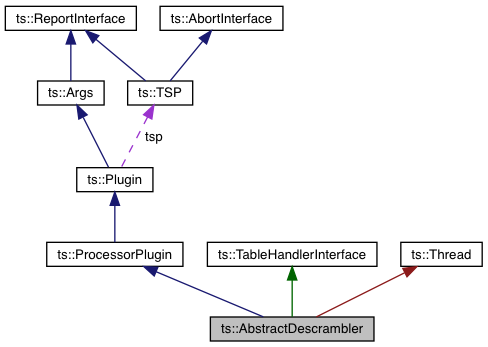 ts::ReportInterface
ts::AbortInterface
ts::Args
ts::TSP
tsp
ts::Plugin
ts::ProcessorPlugin
ts::TableHandlerInterface
ts::Thread
ts::AbstractDescrambler